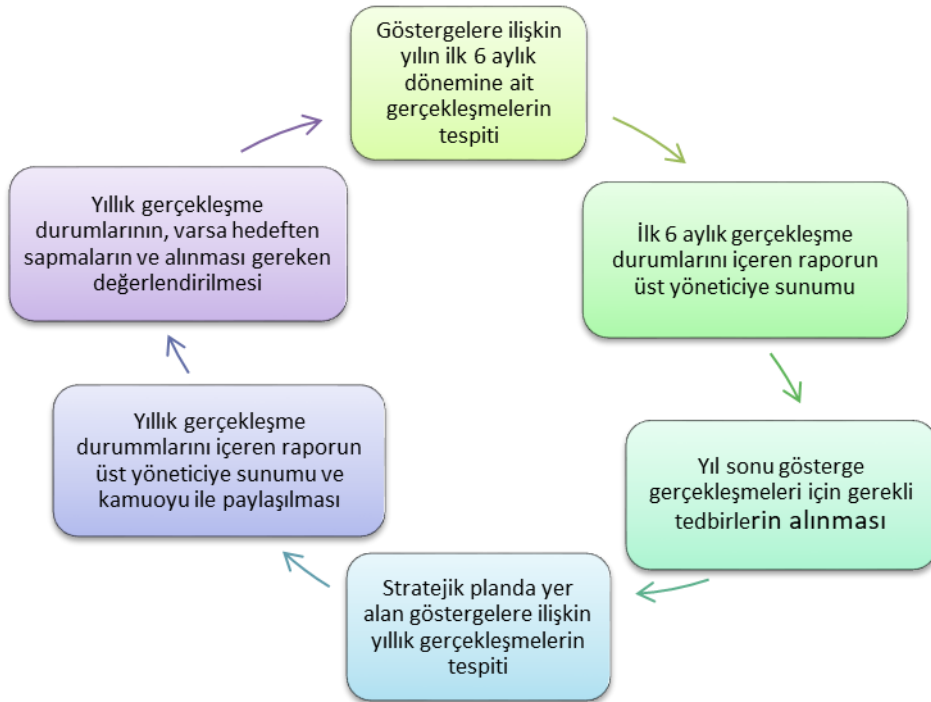 Göstergelere ilişkin
yılın ilk 6 aylık
dönemine ait
gerçekleşmelerin
tespiti
İlk 6 aylık gerçekleşme
durumlarını içeren raporun
üst yöneticiye sunumu
Yıl sonu gösterge
gerçekleşmeleri için gerekli
tedbirlerin alınması
Stratejik planda yer
alan göstergelere ilişkin
yıllık gerçekleşmelerin
tespiti
Yıllık gerçekleşme
durummlarını içeren raporun
üst yöneticiye sunumu ve
kamuoyu ile paylaşılması
Yıllık gerçekleşme
durumlarının, varsa hedeften
sapmaların ve alınması gereken
değerlendirilmesi